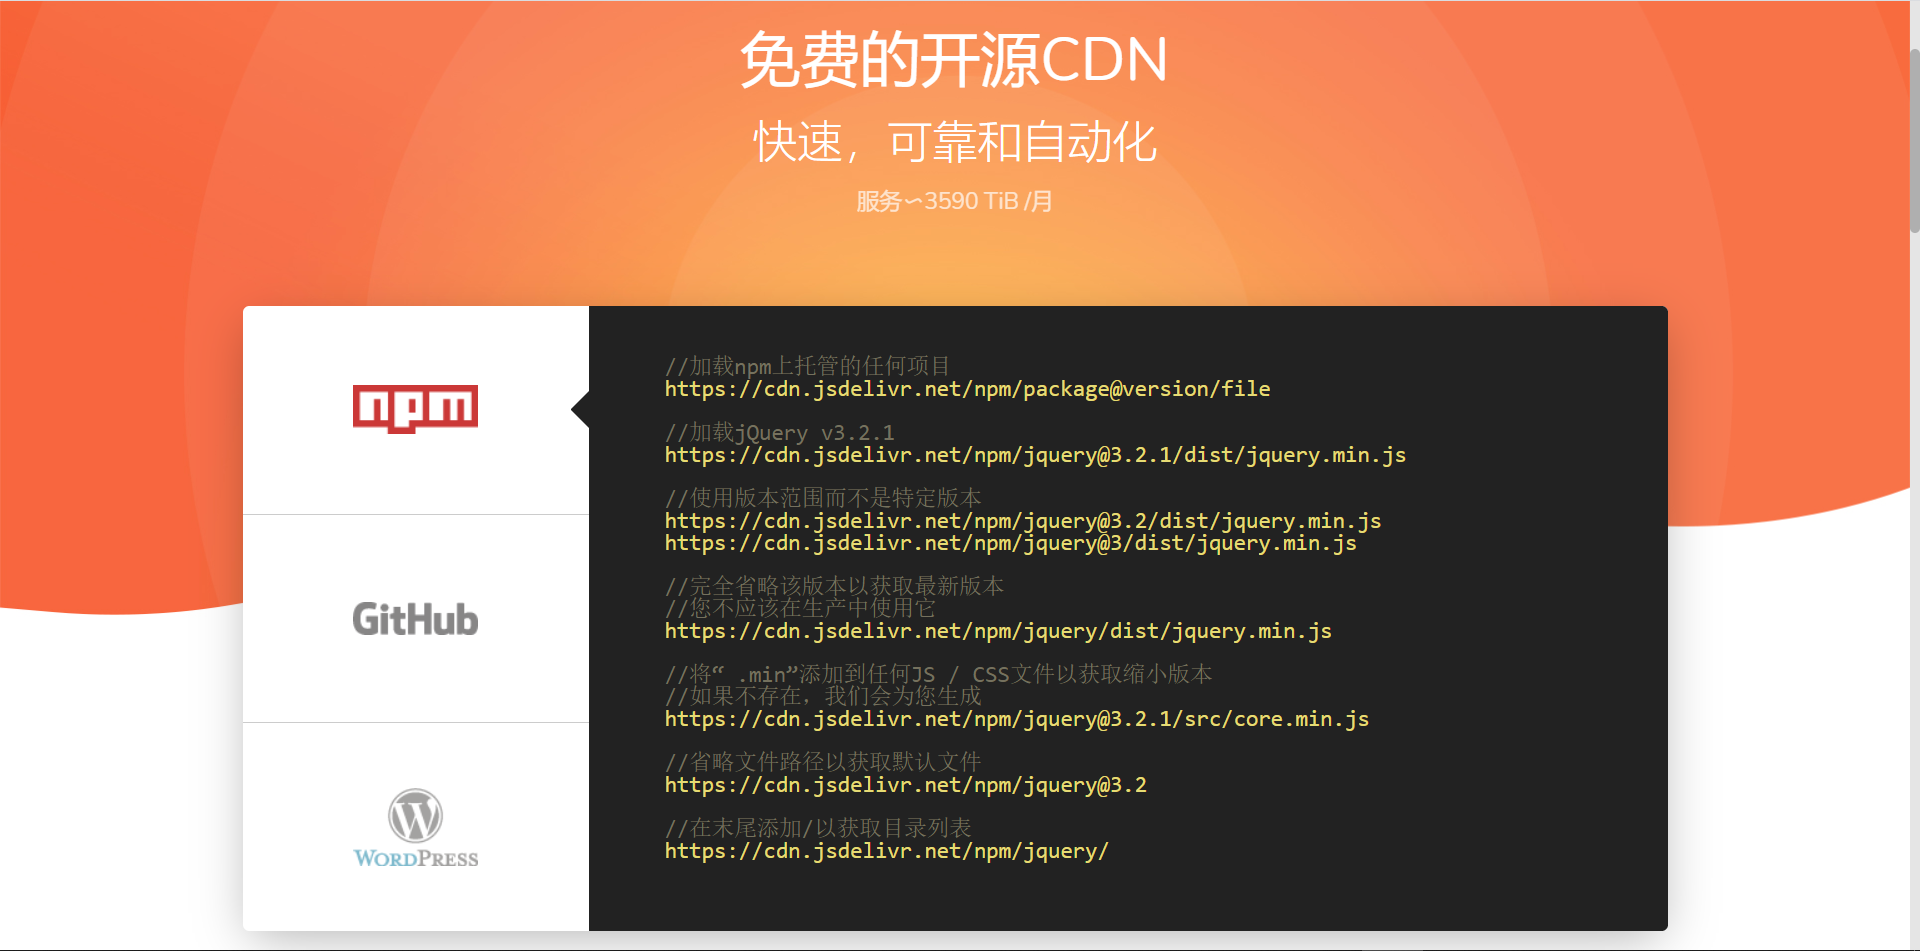 免费的开源CDN
快速，可靠和自动化
服务∽3590 TiB /月
npm
GitHub
WORDPRESS
//加载npm上托管的任何项目
https://cdn.jsdelivr.net/npm/package@version/file
//加载jQuery v3.2.1
https://cdn.jsdelivr.net/npm/jquery@3.2.1/dist/jquery.min.js
//使用版本范围而不是特定版本
https://cdn.jsdelivr.net/npm/jquery@3.2/dist/jquery.min.js
https://cdn.jsdelivr.net/npm/jquery@3/dist/jquery.min.js
//完全省略该版本以获取最新版本
//您不应该在生产中使用它
https://cdn.jsdelivr.net/npm/jquery/dist/jquery.min.js
//将“ .min”添加到任何JS / CSS文件以获取缩小版本
//如果不存在，我们会为您生成
https://cdn.jsdelivr.net/npm/jquery@3.2.1/src/core.min.js
//省略文件路径以获取默认文件
https://cdn.jsdelivr.net/npm/jquery@3.2
//在末尾添加/以获取目录列表
https://cdn.jsdelivr.net/npm/jquery/